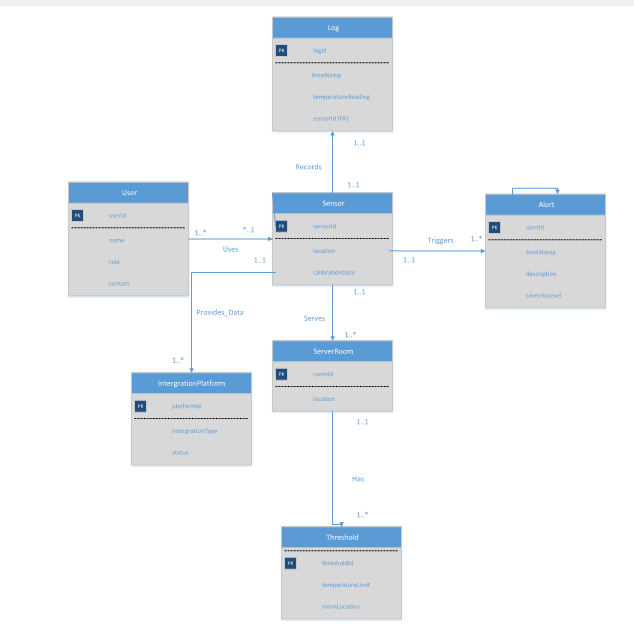 Log
PK logId
timeStamp
temperatureReading
sensorId (FK)
1..1
Records
1..1
User
PK userId
name
role
contact
1..*
*..1
Uses
Sensor
PK sensorId
location
calibrationDate
1..1
Triggers
1..*
1..1
Alert
PK alertId
timeStamp
description
severityLevel
1..1
Provides_Data
1..*
Serves
1..*
ServerRoom
PK roomId
location
IntergrationPlatform
PK platformId
intergrationType
status
1..1
Has
1..*
Threshold
PK thresholdId
temperatureLimit
roomLocation